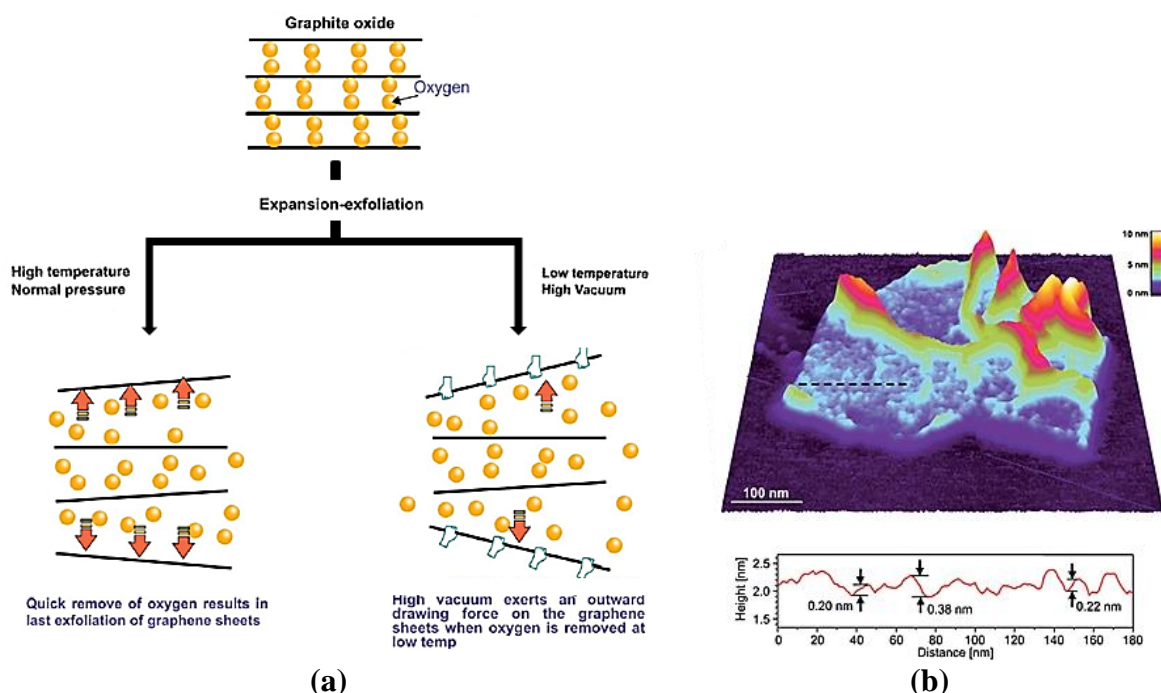 Graphite oxide
Oxygen
Expansion-exfoliation
High temperature
Normal pressure
Low temperature
High Vacuum
Quick remove of oxygen results in
last exfoliation of graphene sheets
High vacuum exerts an outward
drawing force on the graphene
sheets when oxygen is removed at
low temp
(a)
10 nm
5 nm
0 nm
100 nm
Height [nm]
2.5
2.0
1.5
0.20 nm
0.38 nm
0.22 nm
0 20 40 60 80 100 120 140 160 180
Distance [nm]
(b)